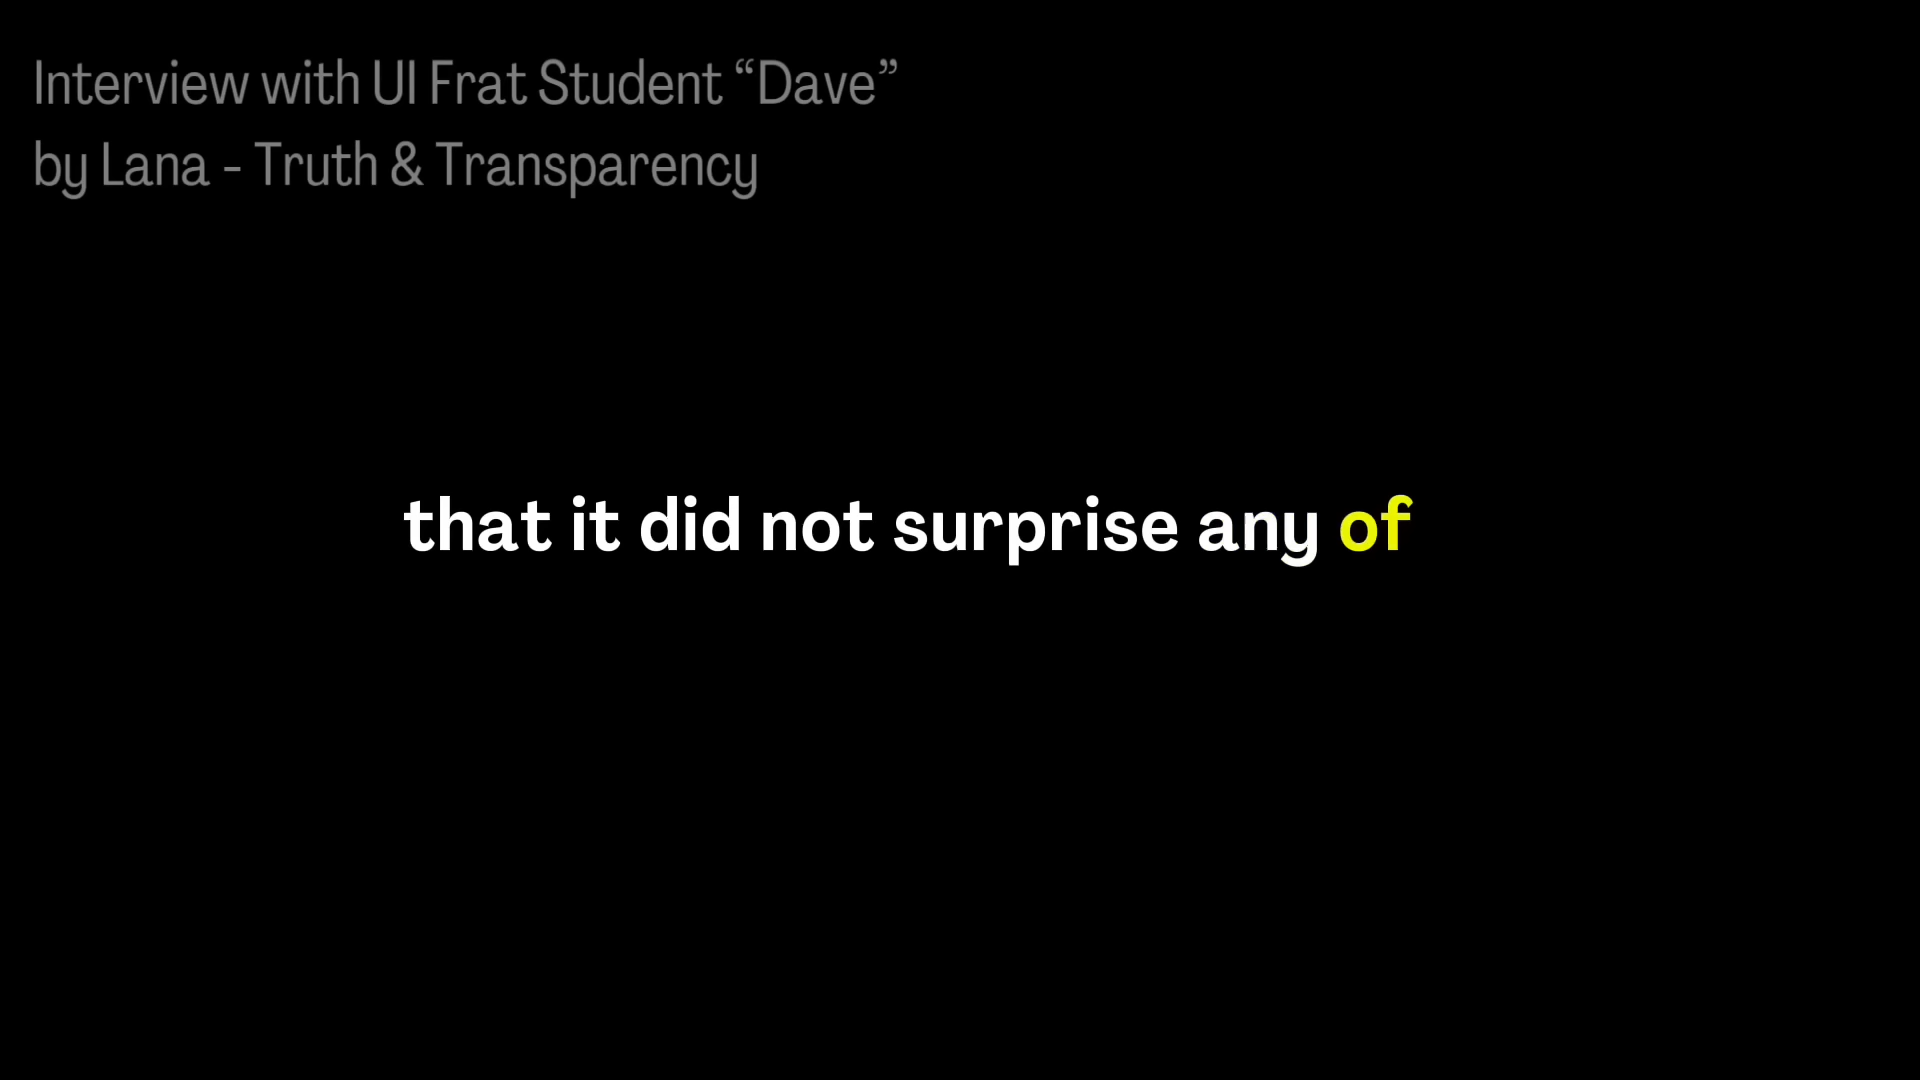 Interview with UI Frat Student “Dave”
by Lana - Truth & Transparency
that it did not surprise any of